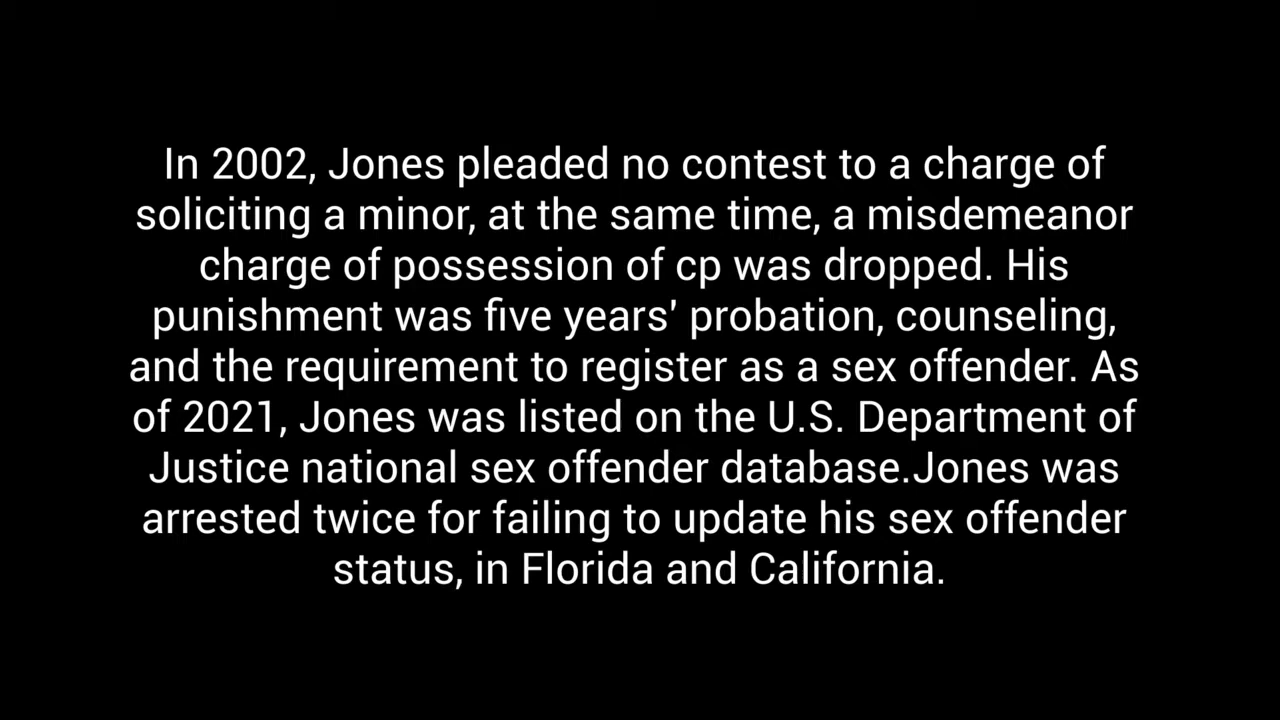 In 2002, Jones pleaded no contest to a charge of
soliciting a minor, at the same time, a misdemeanor
charge of possession of cp was dropped. His
punishment was five years' probation, counseling,
and the requirement to register as a sex offender. As
of 2021, Jones was listed on the U.S. Department of
Justice national sex offender database.Jones was
arrested twice for failing to update his sex offender
status, in Florida and California.